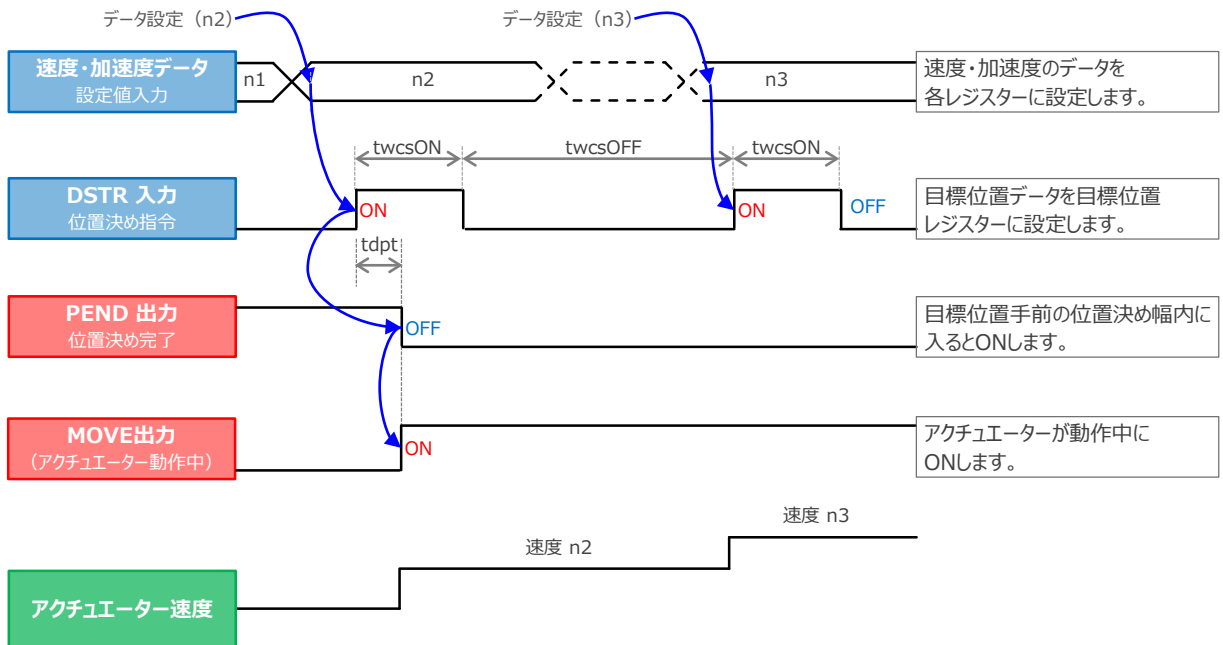 データ設定（n2）
データ設定（n3）
速度・加速度データ
設定値入力
n1
n2
n3
速度・加速度のデータを
各レジスターに設定します。
twcsON
twcsOFF
twcsON
DSTR 入力
位置決め指令
ON
ON
OFF
目標位置データを目標位置
レジスターに設定します。
tdpt
PEND 出力
位置決め完了
OFF
目標位置手前の位置決め幅内に
入るとONします。
MOVE出力
（アクチュエーター動作中）
ON
アクチュエーターが動作中に
ONします。
速度 n3
速度 n2
アクチュエーター速度